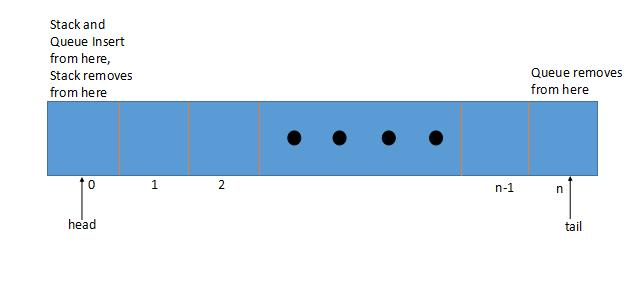 Stack and
Queue Insert
from here,
Stack removes
from here
Queue removes
from here
0
1
2
n-1
n
head
tail